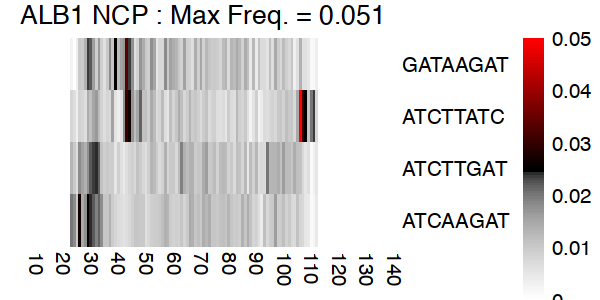 ALB1 NCP : Max Freq. = 0.051
GATAAGAT
ATCTTATC
ATCTTGAT
ATCAAGAT
0.05
0.04
0.03
0.02
0.01
10 20 30 40 50 60 70 80 90 100 110 120 130 140